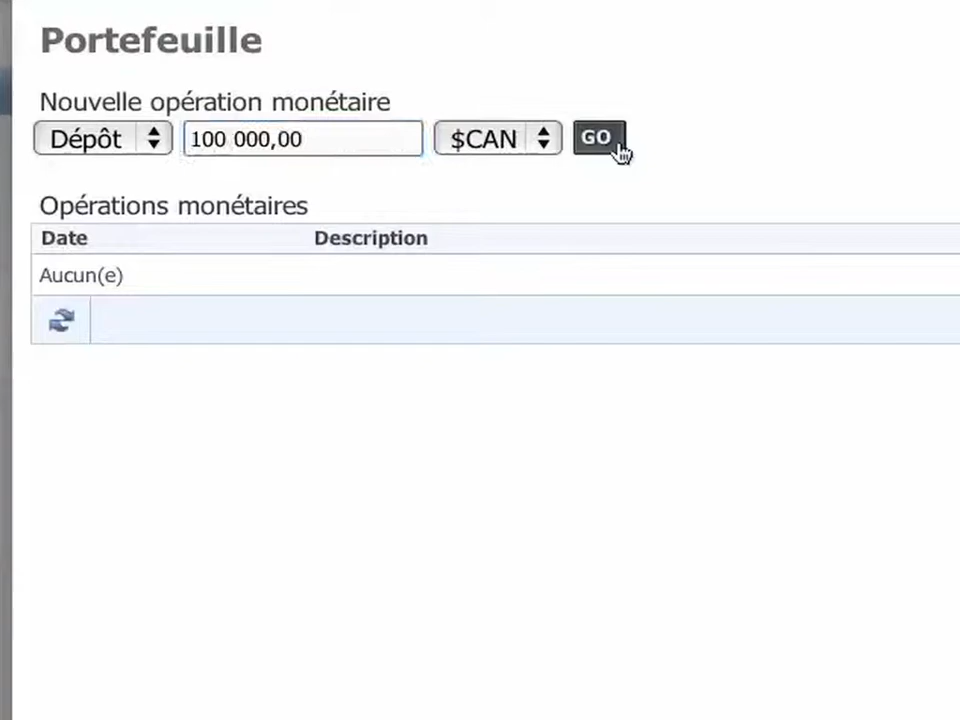 Portefeuille
Nouvelle opération monétaire
Dépôt 100 000,00 $CAN GO
Opérations monétaires
Date Description
Aucun(e)